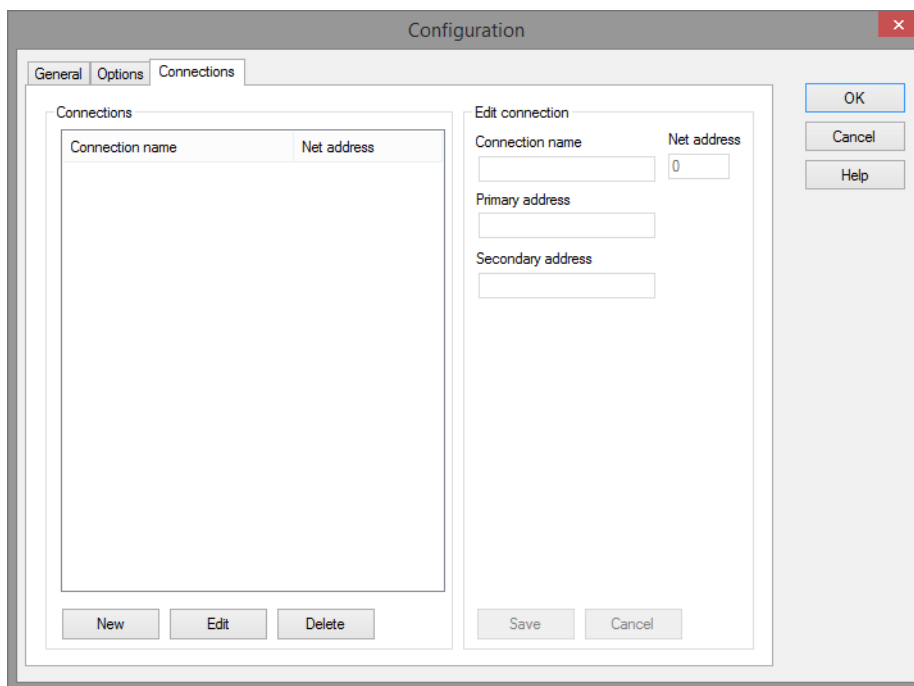 Configuration
General Options Connections
OK
Cancel
Help
Connections
Connection name Net address
New Edit Delete
Edit connection
Connection name Net address
0
Primary address
Secondary address
Save Cancel